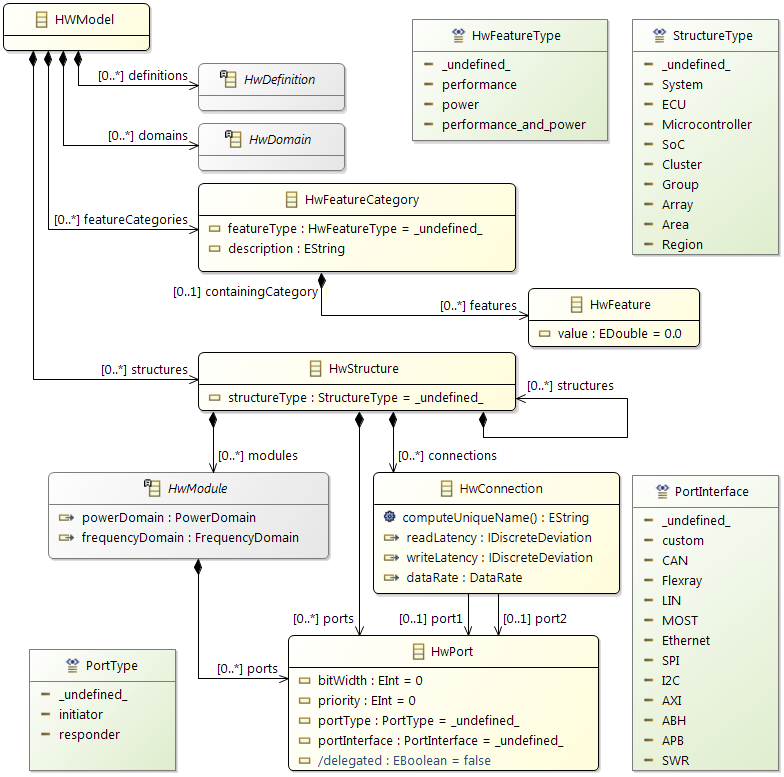 HWModel
[0..*] definitions
HwDefinition
[0..*] domains
HwDomain
[0..*] featureCategories
HwFeatureCategory
featureType : HwFeatureType = _undefined_
description : EString
[0..1] containingCategory
[0..*] features
HwFeature
value : EDouble = 0.0
HwFeatureType
_undefined_
performance
power
performance_and_power
StructureType
_undefined_
System
ECU
Microcontroller
SoC
Cluster
Group
Array
Area
Region
[0..*] structures
HwStructure
structureType : StructureType = _undefined_
[0..*] structures
[0..*] modules
[0..*] connections
HwModule
powerDomain : PowerDomain
frequencyDomain : FrequencyDomain
HwConnection
computeUniqueName() : EString
readLatency : IDiscreteDeviation
writeLatency : IDiscreteDeviation
dataRate : DataRate
[0..*] ports
[0..1] port1
[0..1] port2
[0..*] ports
HwPort
bitWidth : EInt = 0
priority : EInt = 0
portType : PortType = _undefined_
portInterface : PortInterface = _undefined_
/delegated : EBoolean = false
PortType
_undefined_
initiator
responder
PortInterface
_undefined_
custom
CAN
Flexray
LIN
MOST
Ethernet
SPI
I2C
AXI
ABH
APB
SWR